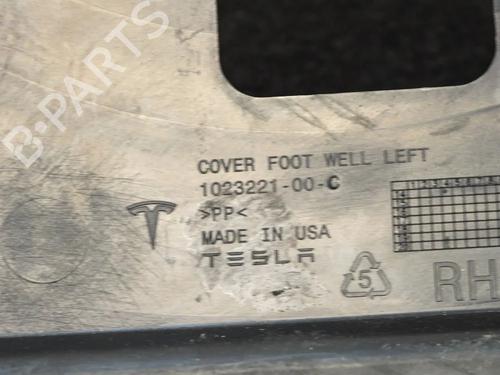 B-PARTS
COVER FOOT WELL LEFT
1023221-00-C
>PP<
MADE IN USA
TESLA
5
RH